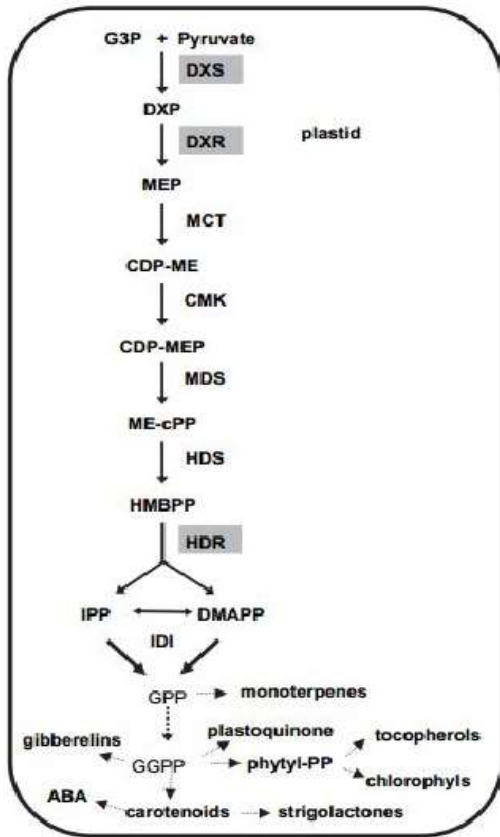 G3P + Pyruvate
DXS
DXP
DXR
plastid
MEP
MCT
CDP-ME
CMK
CDP-MEP
MDS
ME-cPP
HDS
HMBPP
HDR
IPP DMAPP
IDI
GPP monoterpenes
gibberelins plastoquinone tocopherols
GGPP phytyl-PP
chlorophyls
ABA carotenoids strigolactones